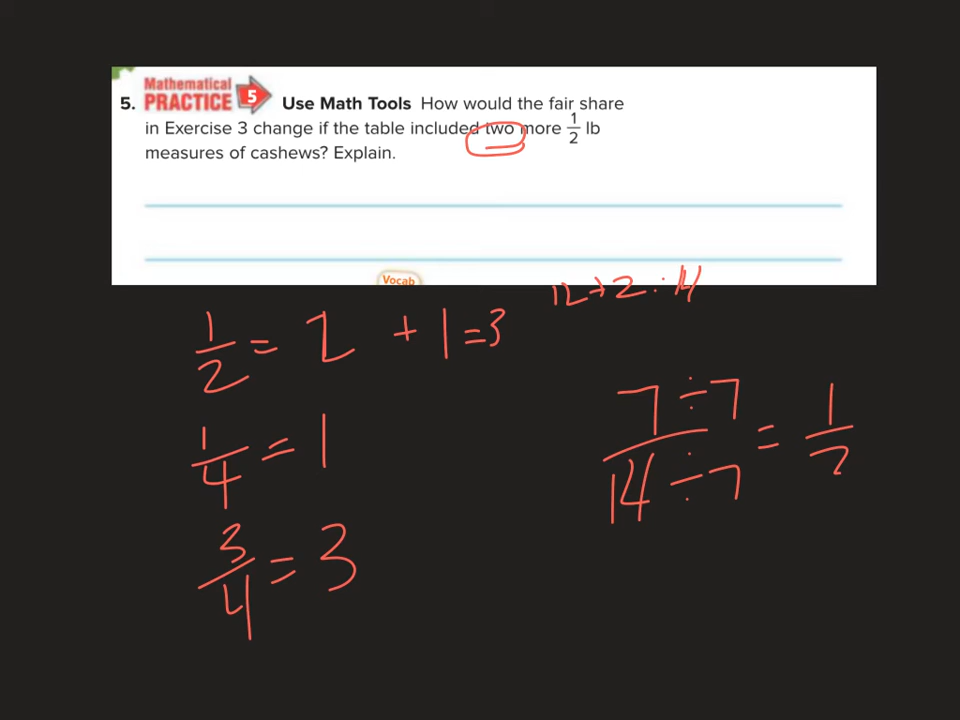 Mathematical
PRACTICE 5
5. Use Math Tools How would the fair share
in Exercise 3 change if the table included two more 1/2 lb
measures of cashews? Explain.
Vocab
12+2:14
1/2 = 2 + 1 = 3
7÷7/14÷7 = 1/2
1/4 = 1
3/4 = 3